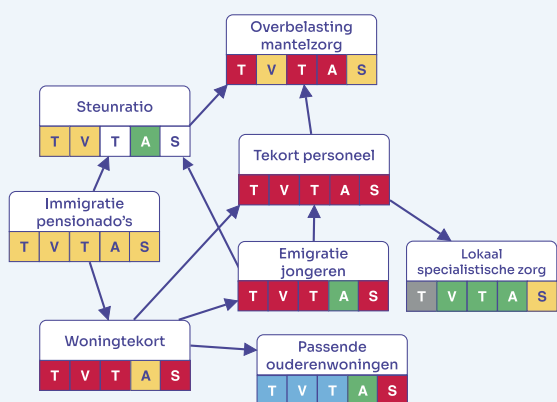 Overbelasting
mantelzorg
T V T A S
Steunratio
T V T A S
Tekort personeel
T V T A S
Immigratie
pensionado's
T V T A S
Emigratie
jongeren
T V T A S
Lokaal
specialistische zorg
T V T A S
Woningtekort
T V T A S
Passende
ouderenwoningen
T V T A S